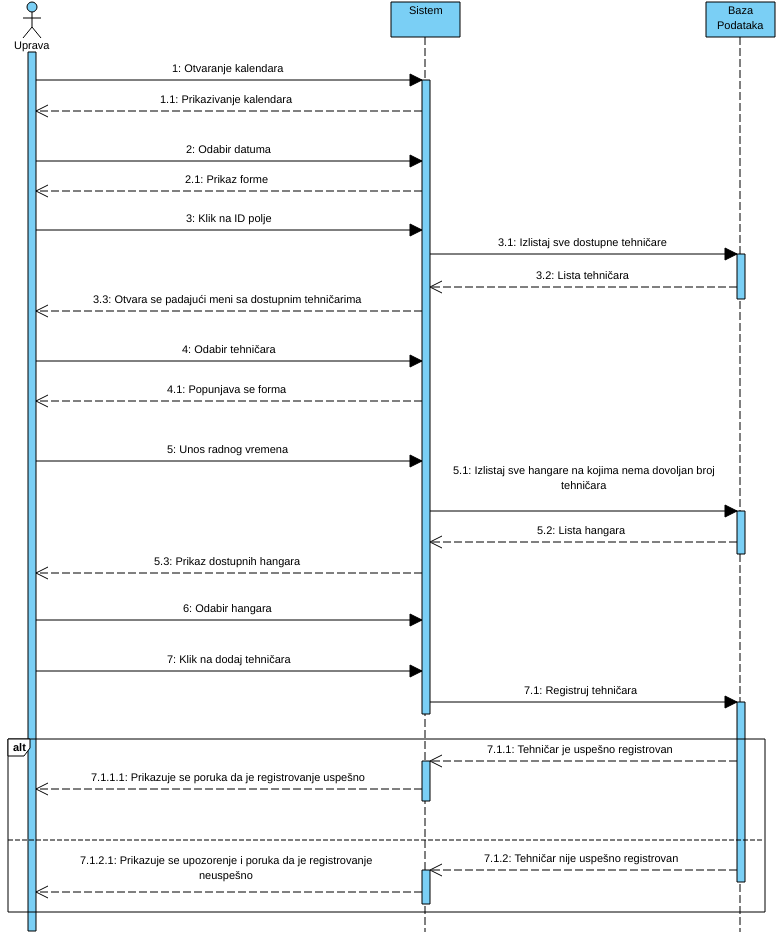 Uprava
Sistem
Baza
Podataka
1: Otvaranje kalendara
1.1: Prikazivanje kalendara
2: Odabir datuma
2.1: Prikaz forme
3: Klik na ID polje
3.1: Izlistaj sve dostupne tehničare
3.2: Lista tehničara
3.3: Otvara se padajući meni sa dostupnim tehničarima
4: Odabir tehničara
4.1: Popunjava se forma
5: Unos radnog vremena
5.1: Izlistaj sve hangare na kojima nema dovoljan broj
tehničara
5.2: Lista hangara
5.3: Prikaz dostupnih hangara
6: Odabir hangara
7: Klik na dodaj tehničara
7.1: Registruj tehničara
alt
7.1.1: Tehničar je uspešno registrovan
7.1.1.1: Prikazuje se poruka da je registrovanje uspešno
7.1.2: Tehničar nije uspešno registrovan
7.1.2.1: Prikazuje se upozorenje i poruka da je registrovanje
neuspešno